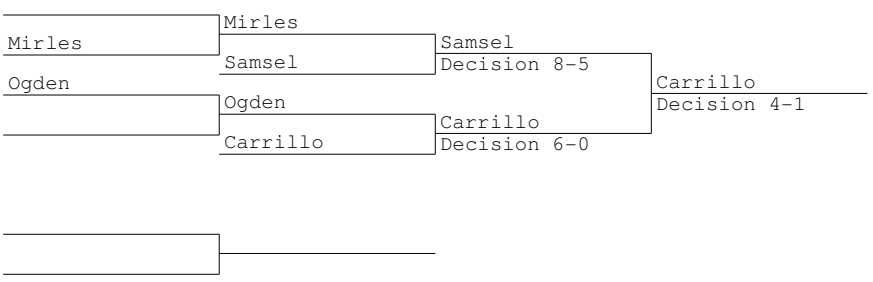 Mirles
Mirles
Samsel
Samsel
Decision 8-5
Ogden
Ogden
Carrillo
Carrillo
Decision 6-0
Carrillo
Decision 4-1